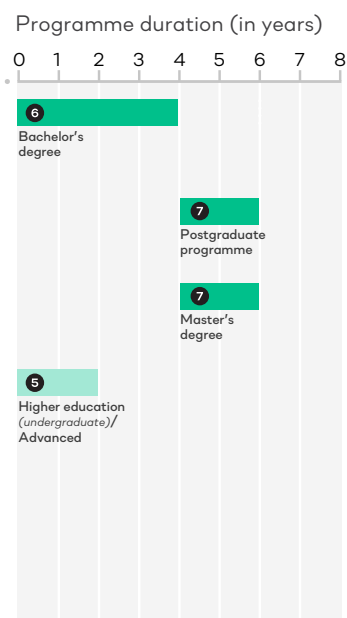 Programme duration (in years)
0 1 2 3 4 5 6 7 8
6
Bachelor's
degree
7
Postgraduate
programme
7
Master's
degree
5
Higher education
(undergraduate)/
Advanced